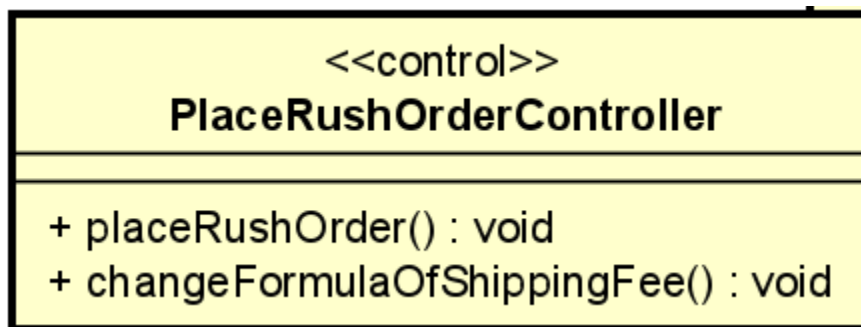 <<control>>
PlaceRushOrderController
+ placeRushOrder() : void
+ changeFormulaOfShippingFee() : void